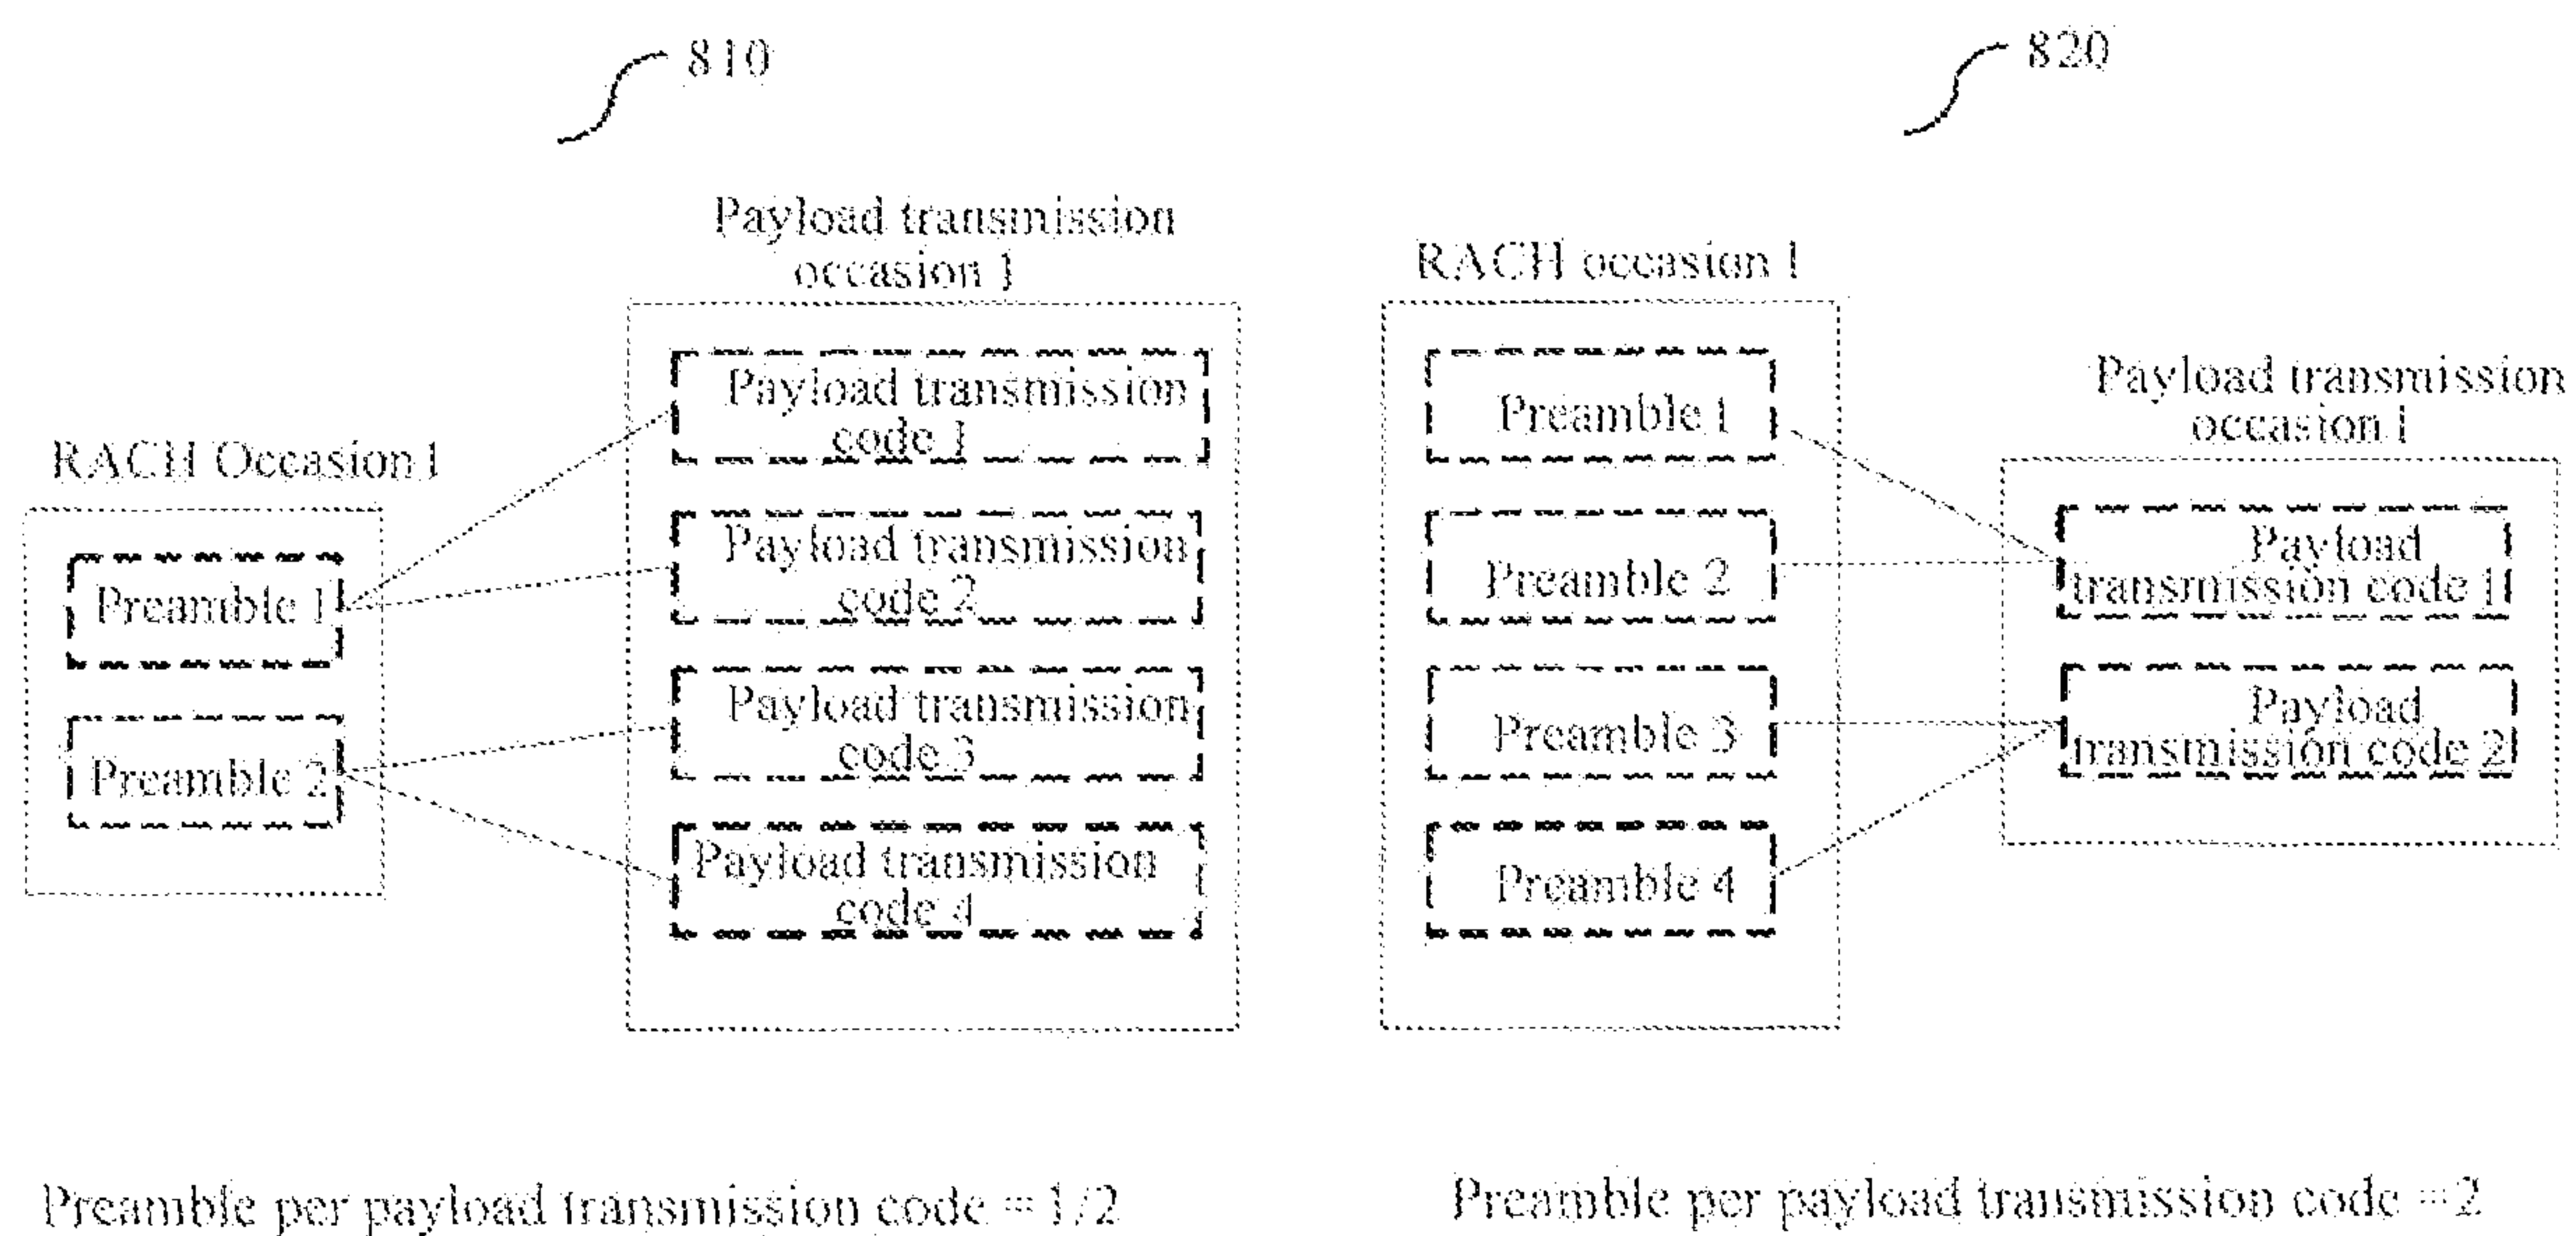 810
RACH Occasion 1
Preamble 1
Preamble 2
Payload transmission
occasion 1
Payload transmission
code 1
Payload transmission
code 2
Payload transmission
code 3
Payload transmission
code 4
Preamble per payload transmission code = 1/2
820
RACH occasion 1
Preamble 1
Preamble 2
Preamble 3
Preamble 4
Payload transmission
occasion 1
Payload
transmission code 1
Payload
transmission code 2
Preamble per payload transmission code = 2